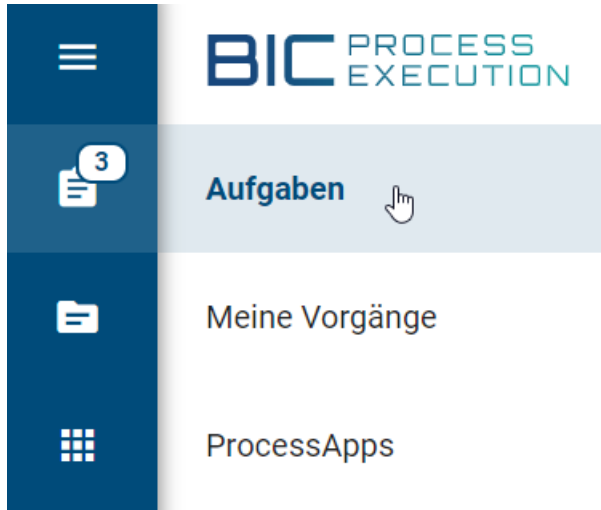 BIC PROCESS
EXECUTION
3
Aufgaben
Meine Vorgänge
ProcessApps